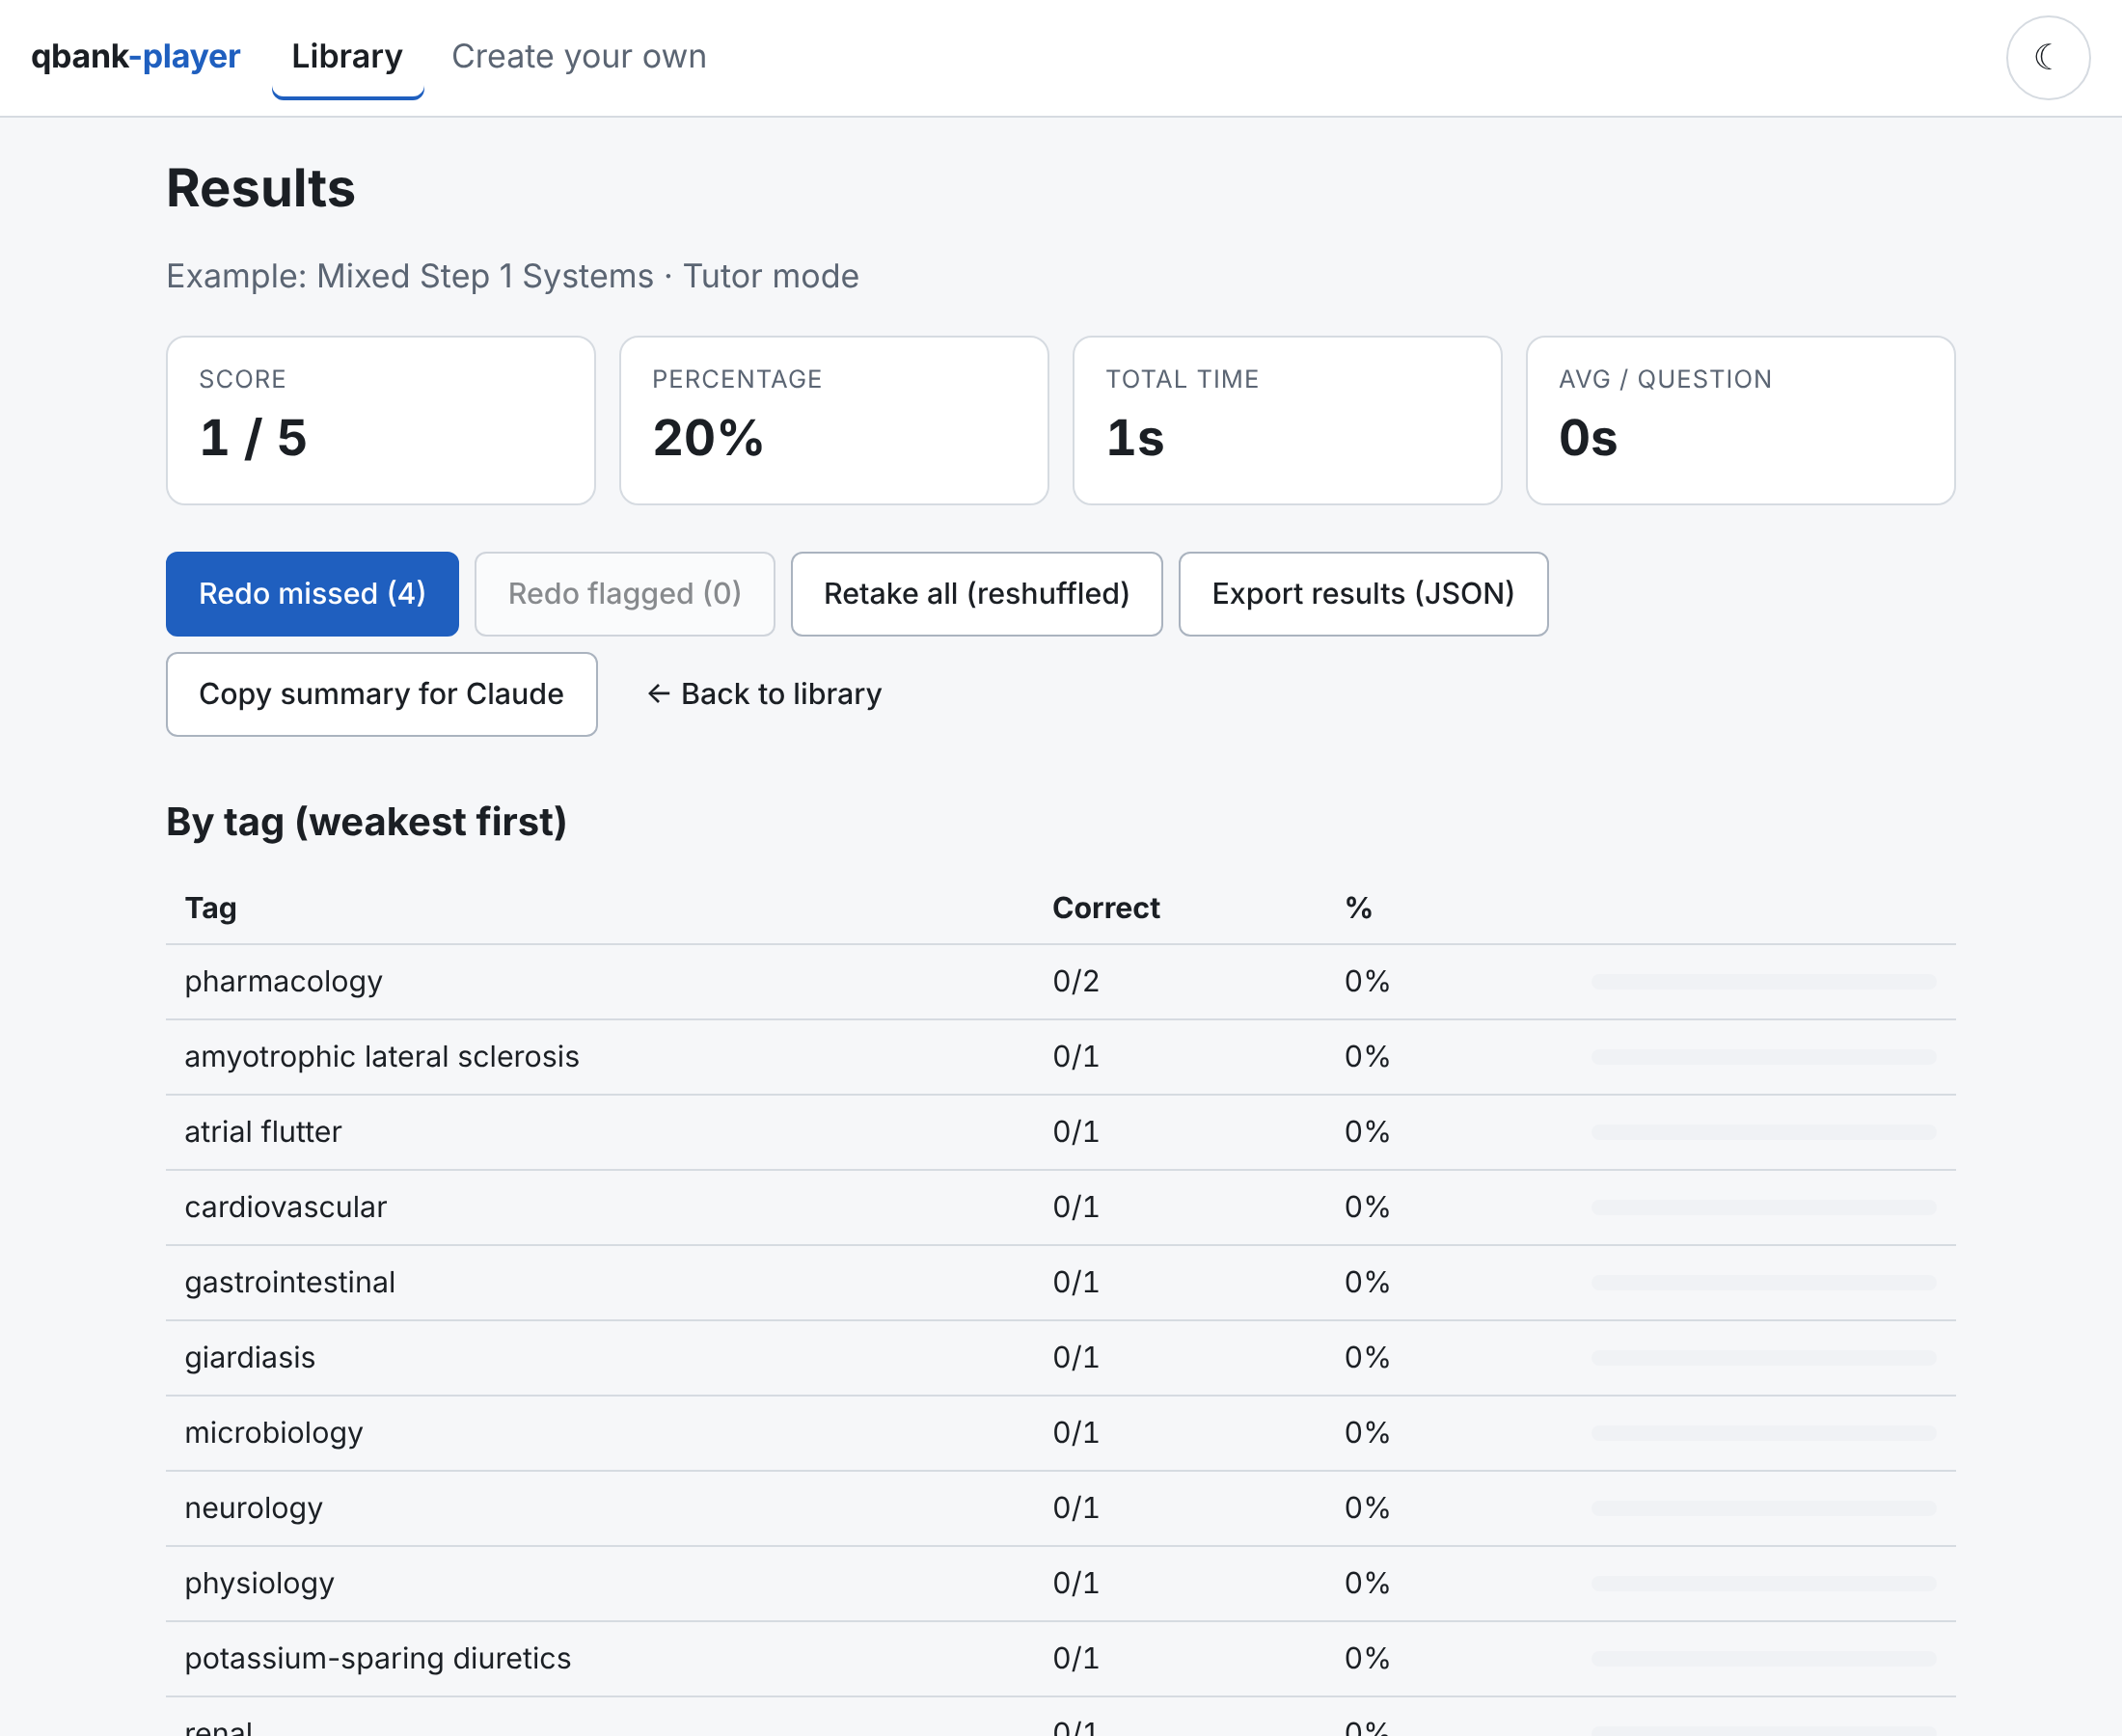 qbank-player Library Create your own
Results
Example: Mixed Step 1 Systems · Tutor mode
SCORE PERCENTAGE TOTAL TIME AVG / QUESTION
1 / 5 20% 1s 0s
Redo missed (4) Redo flagged (0) Retake all (reshuffled) Export results (JSON)
Copy summary for Claude ← Back to library
By tag (weakest first)
Tag Correct %
pharmacology 0/2 0%
amyotrophic lateral sclerosis 0/1 0%
atrial flutter 0/1 0%
cardiovascular 0/1 0%
gastrointestinal 0/1 0%
giardiasis 0/1 0%
microbiology 0/1 0%
neurology 0/1 0%
physiology 0/1 0%
potassium-sparing diuretics 0/1 0%
renal 0/1 0%